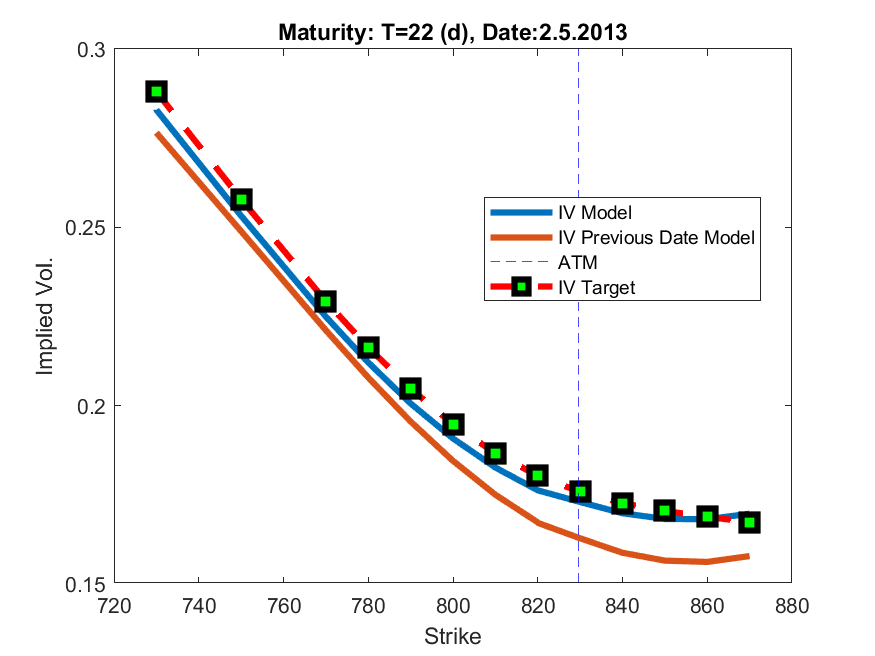 Maturity: T=22 (d), Date:2.5.2013
0.3
0.25
0.2
0.15
Implied Vol.
IV Model
IV Previous Date Model
ATM
IV Target
720 740 760 780 800 820 840 860 880
Strike